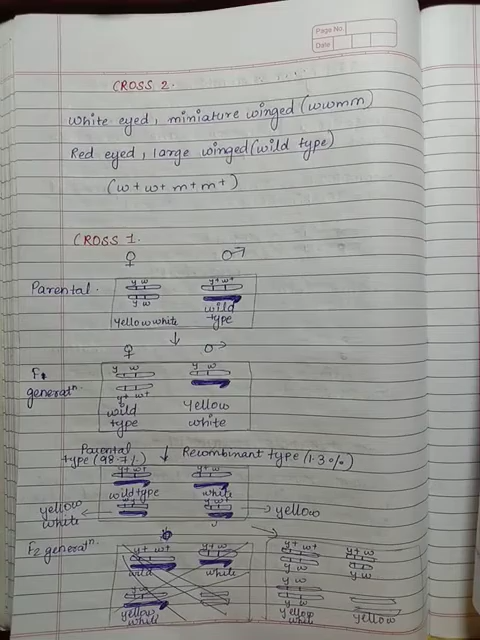 Page No.
Date
CROSS 2.
White eyed, miniature winged (wwmm)
Red eyed, large winged (wild type)
(w+ w+ m+ m+)
CROSS 1.
♀ ♂
Parental.
y w y+ w+
y w
yellow white wild type
♀ ♂
F1 generatⁿ.
y w y w
y+ w+
wild type yellow white
Parental type (98.7%) Recombinant type (1.3%)
y+ w+ y+ w
wild type white
yellow white y w y w+ yellow
F2 generatⁿ.
y+ w+ y+ w y+ w+ y+ w
wild white y w y w
y w y w
yellow white y w
yellow white yellow